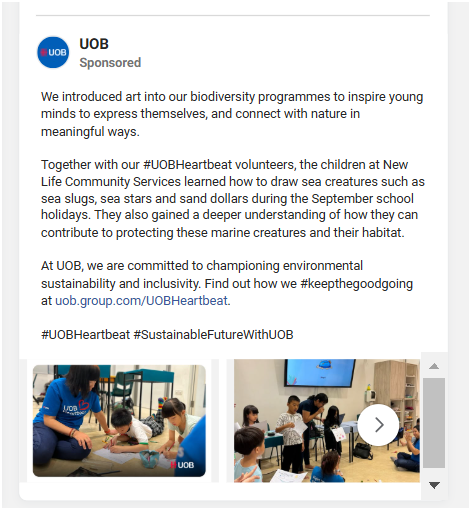 UOB
UOB
Sponsored
We introduced art into our biodiversity programmes to inspire young
minds to express themselves, and connect with nature in
meaningful ways.
Together with our #UOBHeartbeat volunteers, the children at New
Life Community Services learned how to draw sea creatures such as
sea slugs, sea stars and sand dollars during the September school
holidays. They also gained a deeper understanding of how they can
contribute to protecting these marine creatures and their habitat.
At UOB, we are committed to championing environmental
sustainability and inclusivity. Find out how we #keepthegoodgoing
at uob.group.com/UOBHeartbeat.
#UOBHeartbeat #SustainableFutureWithUOB
UOB
UOB